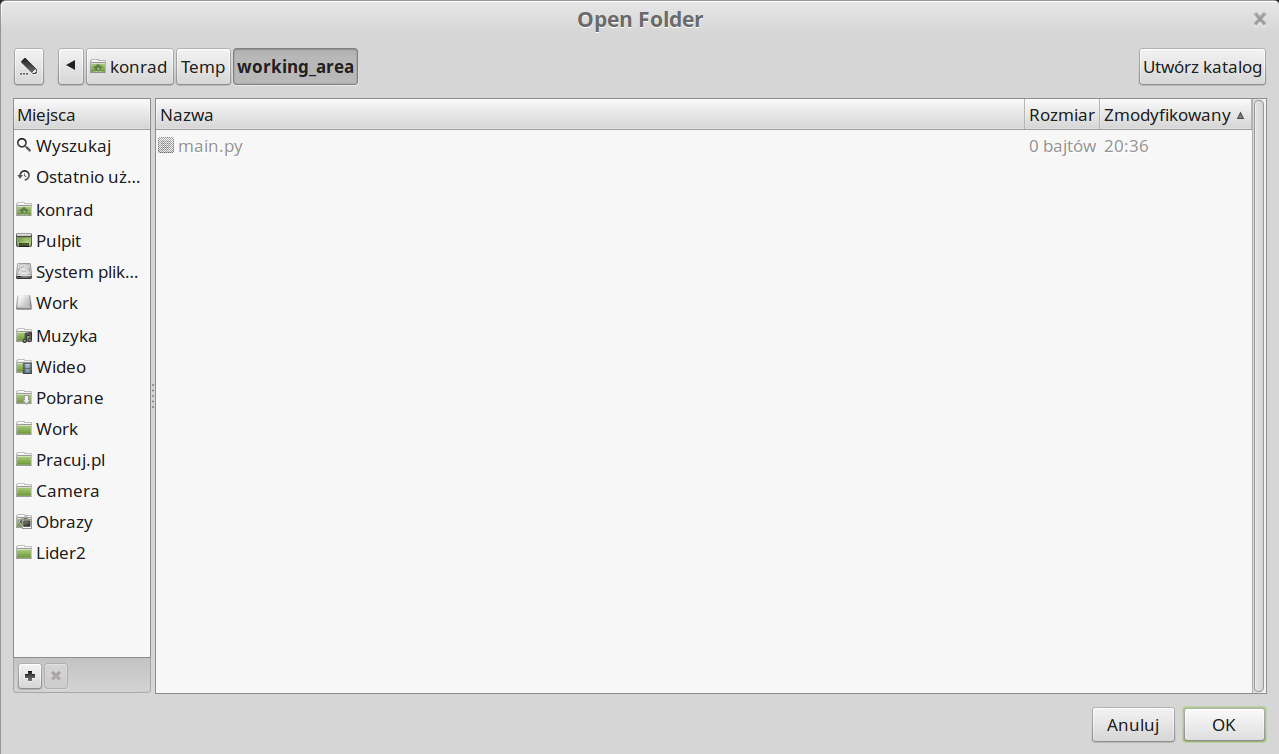 Open Folder
konrad Temp working_area Utwórz katalog
Miejsca Nazwa Rozmiar Zmodyfikowany
Wyszukaj main.py 0 bajtów 20:36
Ostatnio uż...
konrad
Pulpit
System plik...
Work
Muzyka
Wideo
Pobrane
Work
Pracuj.pl
Camera
Obrazy
Lider2
Anuluj OK